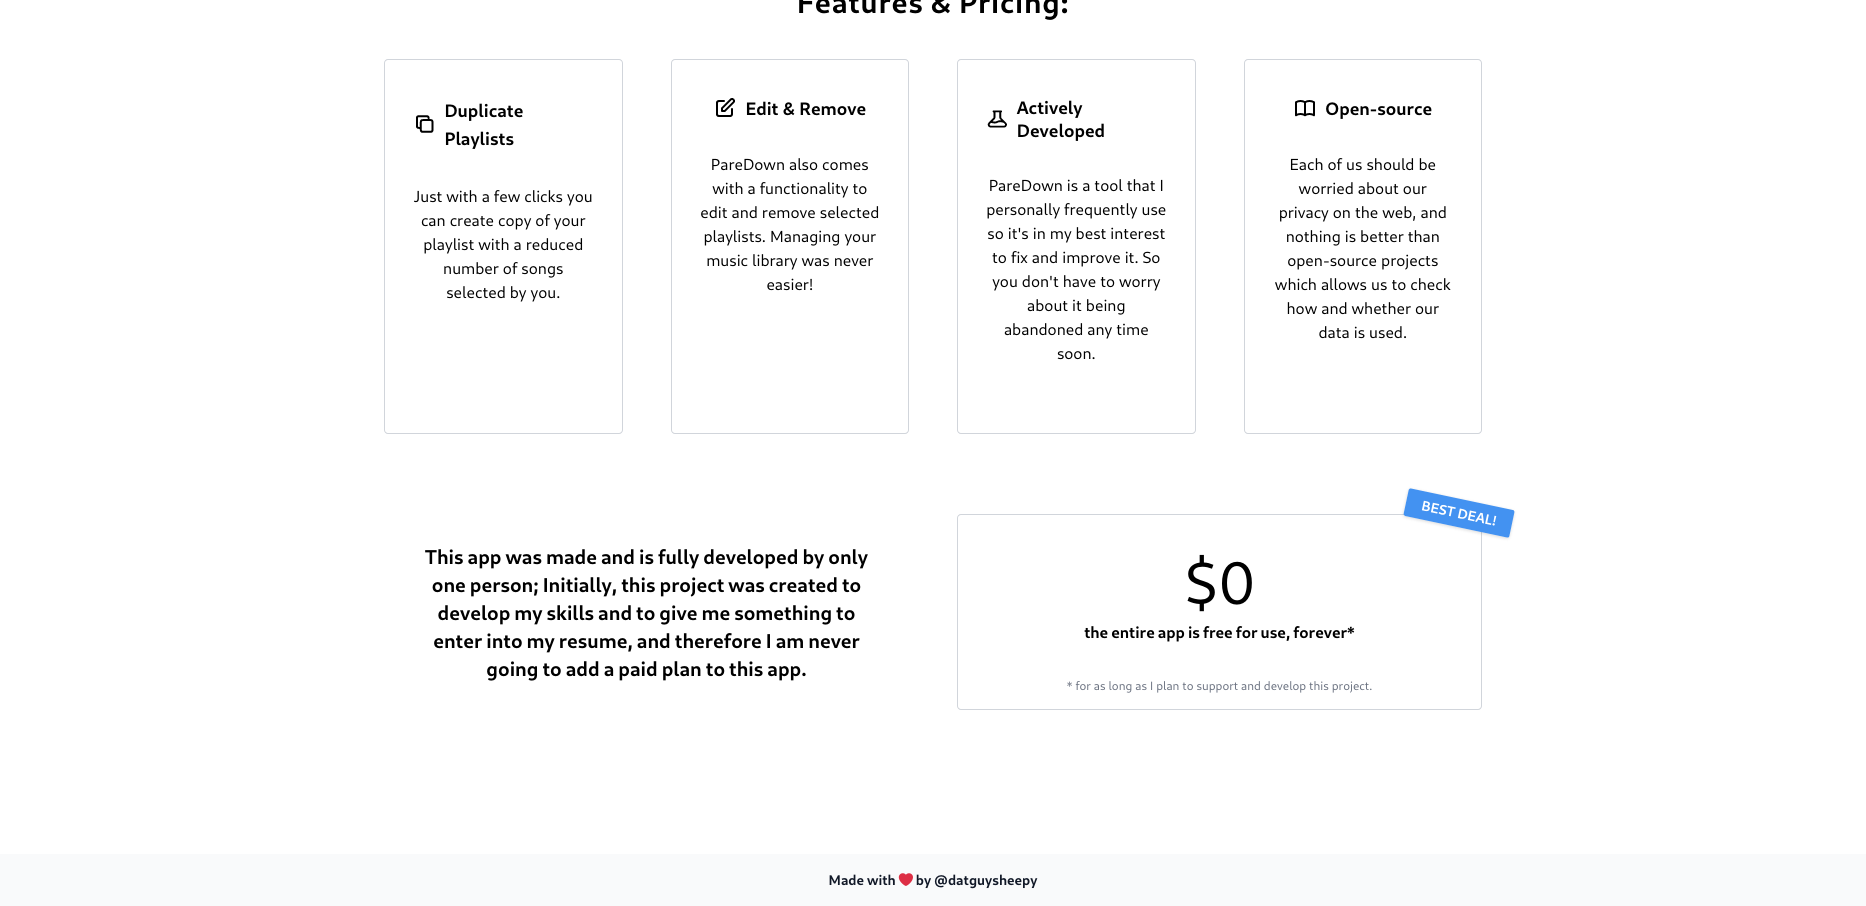 Features & Pricing:
Duplicate
Playlists
Just with a few clicks you
can create copy of your
playlist with a reduced
number of songs
selected by you.
Edit & Remove
PareDown also comes
with a functionality to
edit and remove selected
playlists. Managing your
music library was never
easier!
Actively
Developed
PareDown is a tool that I
personally frequently use
so it's in my best interest
to fix and improve it. So
you don't have to worry
about it being
abandoned any time
soon.
Open-source
Each of us should be
worried about our
privacy on the web, and
nothing is better than
open-source projects
which allows us to check
how and whether our
data is used.
This app was made and is fully developed by only
one person; Initially, this project was created to
develop my skills and to give me something to
enter into my resume, and therefore I am never
going to add a paid plan to this app.
BEST DEAL!
$0
the entire app is free for use, forever*
* for as long as I plan to support and develop this project.
Made with ❤️ by @datguysheepy